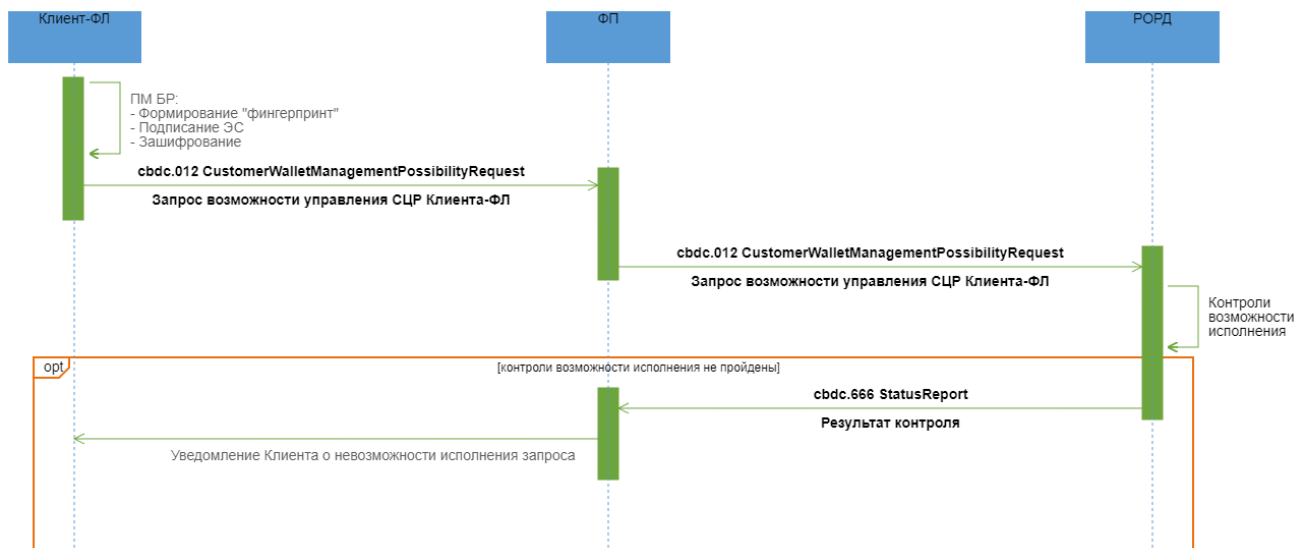 Клиент-ФЛ
ФП
РОРД
ПМ БР:
- Формирование "фингерпринт"
- Подписание ЭС
- Зашифрование
cbdc.012 CustomerWalletManagementPossibilityRequest
Запрос возможности управления СЦР Клиента-ФЛ
cbdc.012 CustomerWalletManagementPossibilityRequest
Запрос возможности управления СЦР Клиента-ФЛ
Контроли
возможности
исполнения
opt
[контроли возможности исполнения не пройдены]
cbdc.666 StatusReport
Результат контроля
Уведомление Клиента о невозможности исполнения запроса